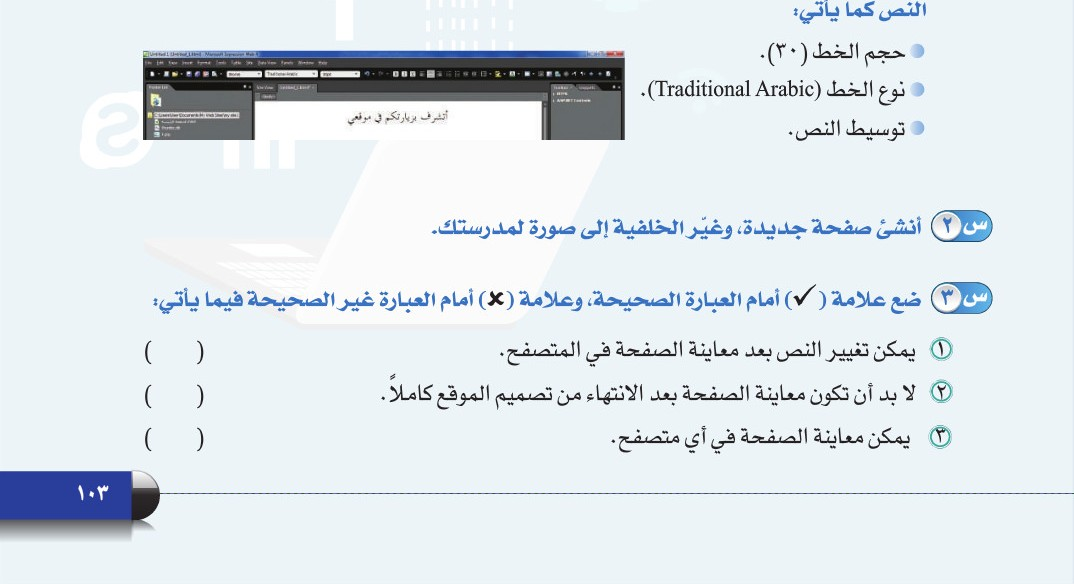 النص كما يأتي:
حجم الخط (٣٠).
نوع الخط (Traditional Arabic).
توسيط النص.
أتشرف بزيارتكم في موقعي
س٢ أنشئ صفحة جديدة، وغيّر الخلفية إلى صورة لمدرستك.
س٣ ضع علامة (✓) أمام العبارة الصحيحة، وعلامة (✗) أمام العبارة غير الصحيحة فيما يأتي:
١ يمكن تغيير النص بعد معاينة الصفحة في المتصفح. ( )
٢ لا بد أن تكون معاينة الصفحة بعد الانتهاء من تصميم الموقع كاملاً. ( )
٣ يمكن معاينة الصفحة في أي متصفح. ( )
١٠٣